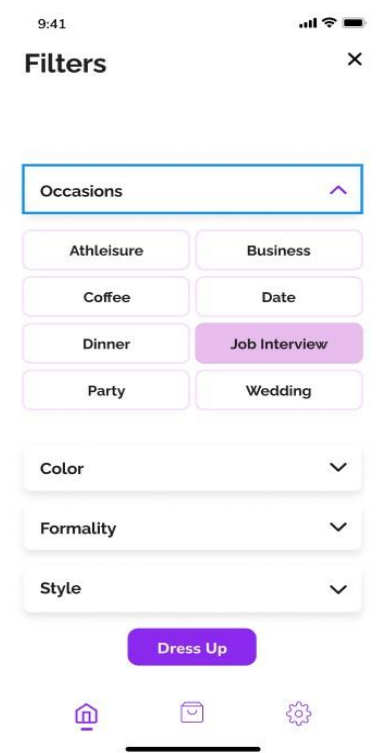 9:41
Filters
Occasions
Athleisure Business
Coffee Date
Dinner Job Interview
Party Wedding
Color
Formality
Style
Dress Up